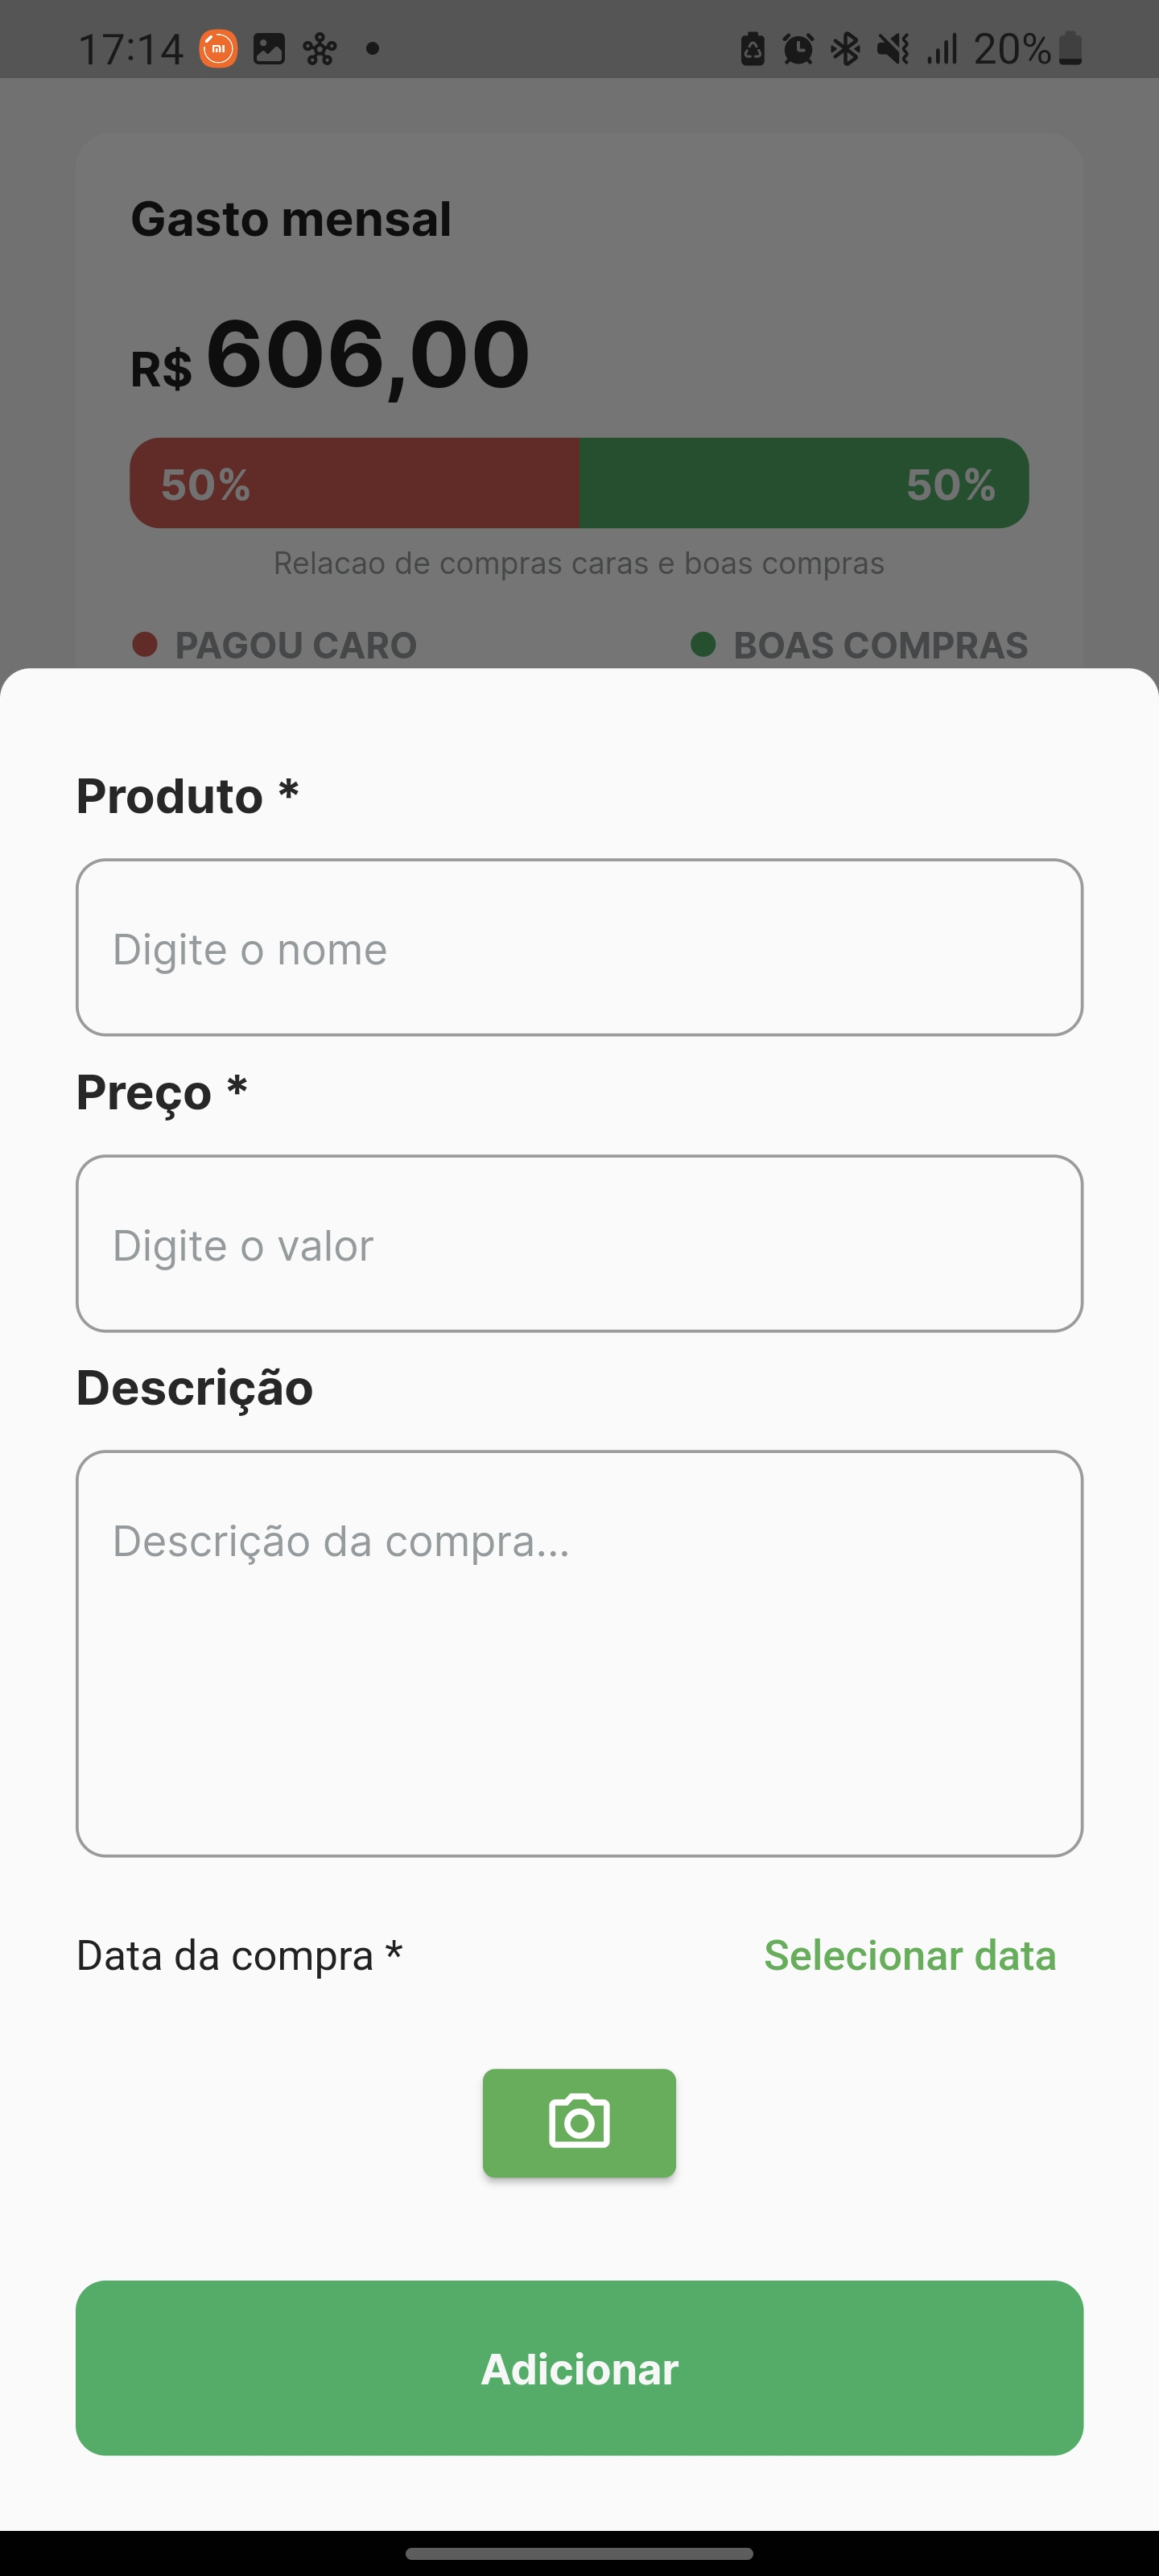 17:14
20%
Gasto mensal
R$ 606,00
50% 50%
Relacao de compras caras e boas compras
PAGOU CARO BOAS COMPRAS
Produto *
Digite o nome
Preço *
Digite o valor
Descrição
Descrição da compra...
Data da compra * Selecionar data
Adicionar